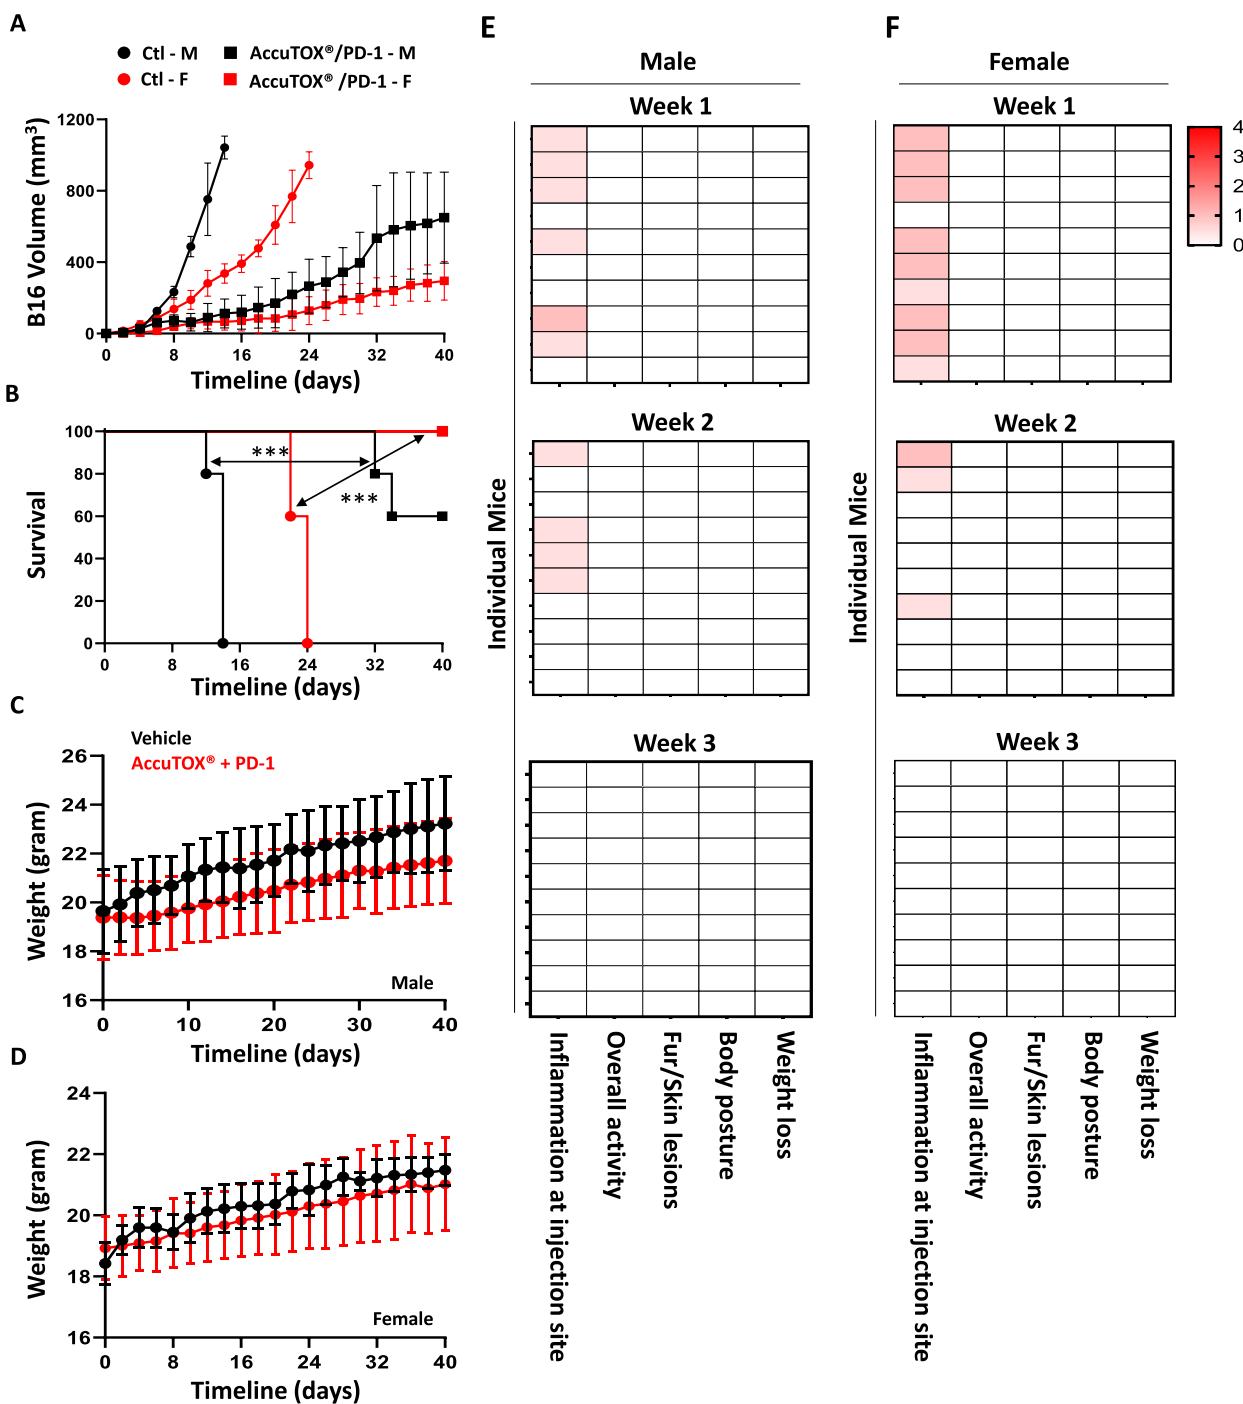 A
Ctl - M
AccuTOX®/PD-1 - M
Ctl - F
AccuTOX® /PD-1 - F
B16 Volume (mm³)
1200
800
400
0
0 8 16 24 32 40
Timeline (days)
B
Survival
100
80
60
40
20
0
***
***
0 8 16 24 32 40
Timeline (days)
C
Vehicle
AccuTOX® + PD-1
Weight (gram)
26
24
22
20
18
16
Male
0 10 20 30 40
Timeline (days)
D
Weight (gram)
24
22
20
18
16
Female
0 8 16 24 32 40
Timeline (days)
E
Male
Week 1
Week 2
Week 3
Individual Mice
Inflammation at injection site
Overall activity
Fur/Skin lesions
Body posture
Weight loss
F
Female
Week 1
4
3
2
1
0
Week 2
Week 3
Individual Mice
Inflammation at injection site
Overall activity
Fur/Skin lesions
Body posture
Weight loss